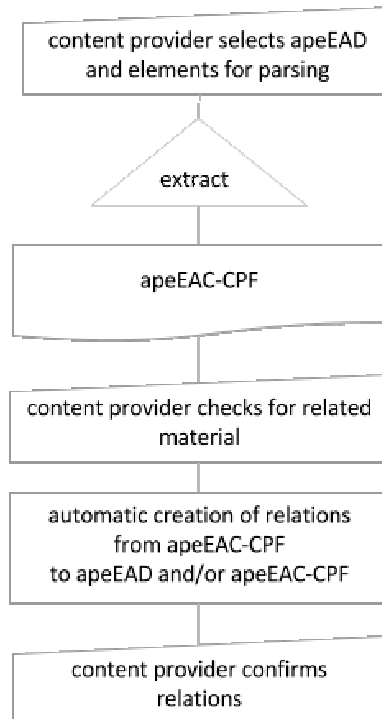 content provider selects apeEAD
and elements for parsing
extract
apeEAC-CPF
content provider checks for related
material
automatic creation of relations
from apeEAC-CPF
to apeEAD and/or apeEAC-CPF
content provider confirms
relations